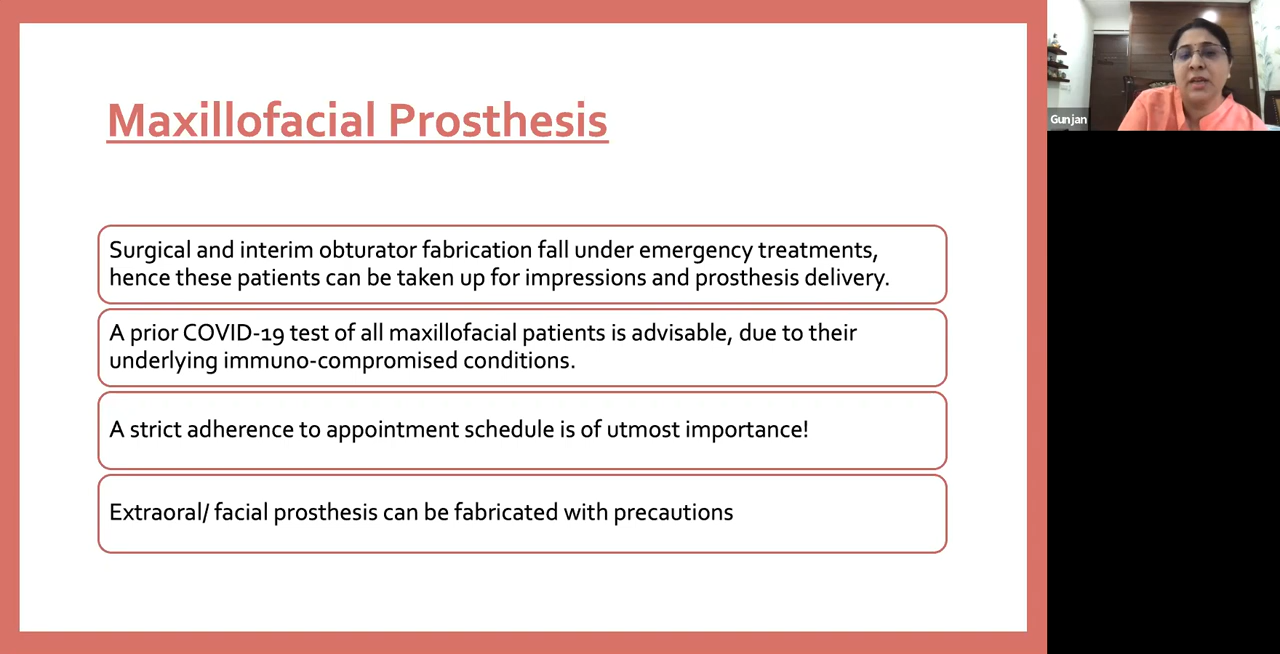 Maxillofacial Prosthesis
Surgical and interim obturator fabrication fall under emergency treatments,
hence these patients can be taken up for impressions and prosthesis delivery.
A prior COVID-19 test of all maxillofacial patients is advisable, due to their
underlying immuno-compromised conditions.
A strict adherence to appointment schedule is of utmost importance!
Extraoral/ facial prosthesis can be fabricated with precautions
Gunjan